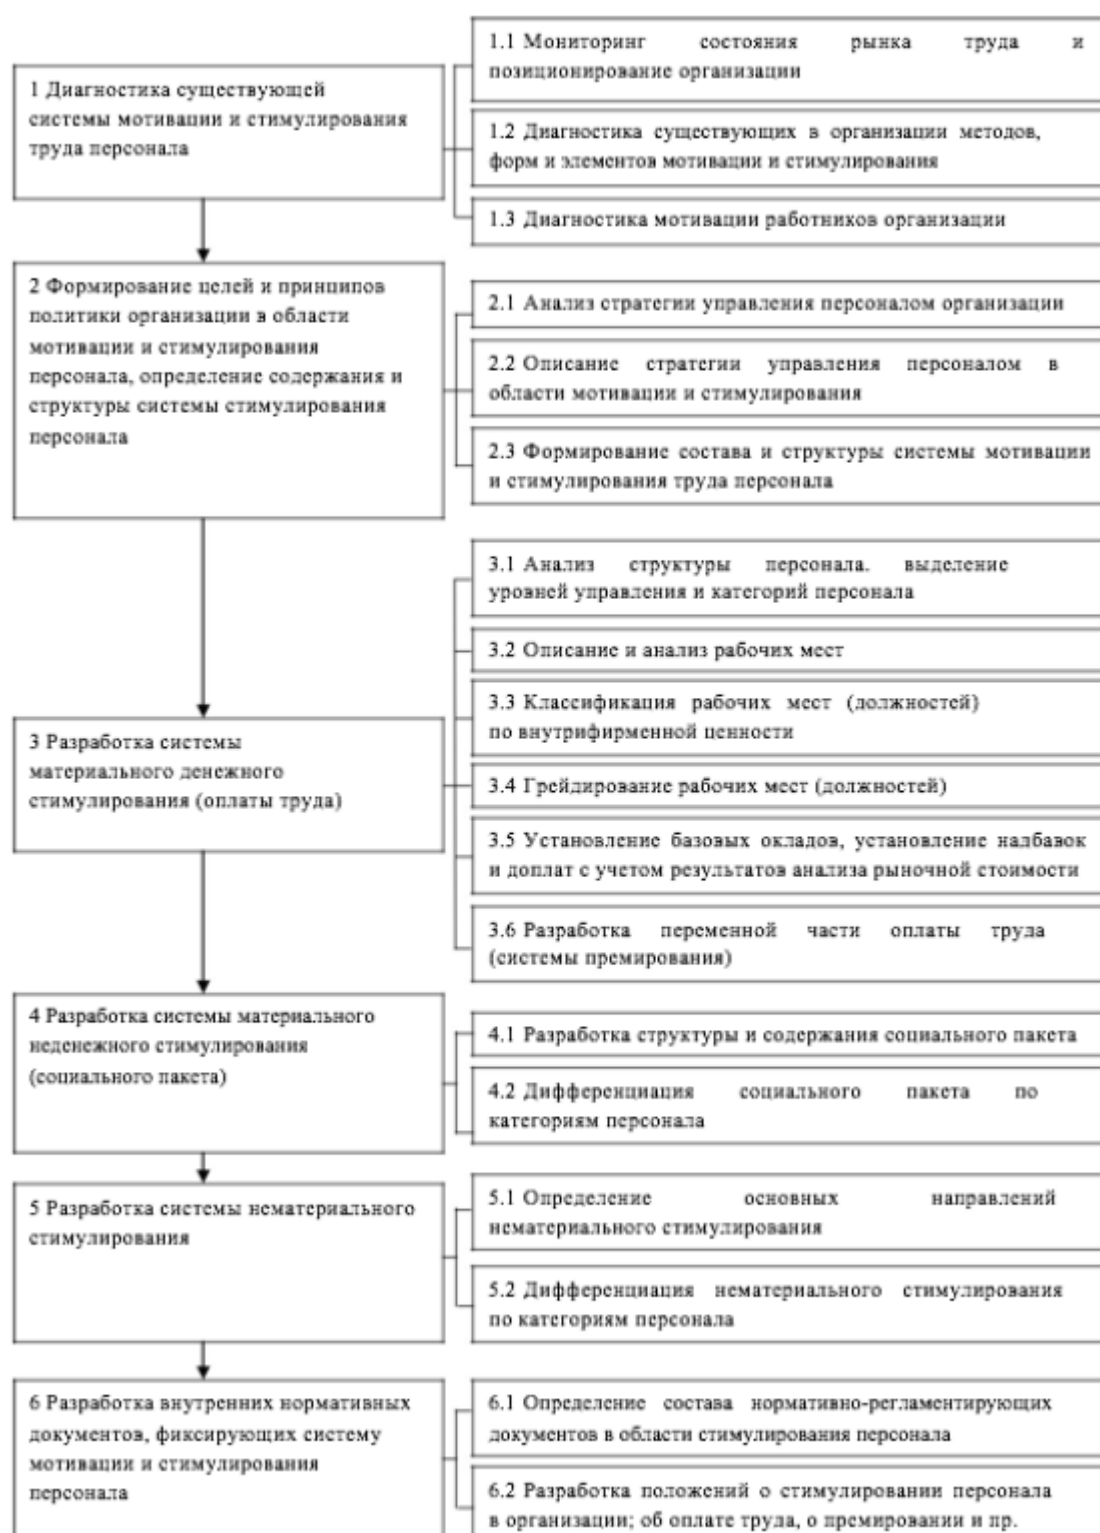 1 Диагностика существующей
системы мотивации и стимулирования
труда персонала
1.1 Мониторинг состояния рынка труда и
позиционирование организации
1.2 Диагностика существующих в организации методов,
форм и элементов мотивации и стимулирования
1.3 Диагностика мотивации работников организации
2 Формирование целей и принципов
политики организации в области
мотивации и стимулирования
персонала, определение содержания и
структуры системы стимулирования
персонала
2.1 Анализ стратегии управления персоналом организации
2.2 Описание стратегии управления персоналом в
области мотивации и стимулирования
2.3 Формирование состава и структуры системы мотивации
и стимулирования труда персонала
3 Разработка системы
материального денежного
стимулирования (оплаты труда)
3.1 Анализ структуры персонала. выделение
уровней управления и категорий персонала
3.2 Описание и анализ рабочих мест
3.3 Классификация рабочих мест (должностей)
по внутрифирменной ценности
3.4 Грейдирование рабочих мест (должностей)
3.5 Установление базовых окладов, установление надбавок
и доплат с учетом результатов анализа рыночной стоимости
3.6 Разработка переменной части оплаты труда
(системы премирования)
4 Разработка системы материального
неденежного стимулирования
(социального пакета)
4.1 Разработка структуры и содержания социального пакета
4.2 Дифференциация социального пакета по
категориям персонала
5 Разработка системы нематериального
стимулирования
5.1 Определение основных направлений
нематериального стимулирования
5.2 Дифференциация нематериального стимулирования
по категориям персонала
6 Разработка внутренних нормативных
документов, фиксирующих систему
мотивации и стимулирования
персонала
6.1 Определение состава нормативно-регламентирующих
документов в области стимулирования персонала
6.2 Разработка положений о стимулировании персонала
в организации; об оплате труда, о премировании и пр.